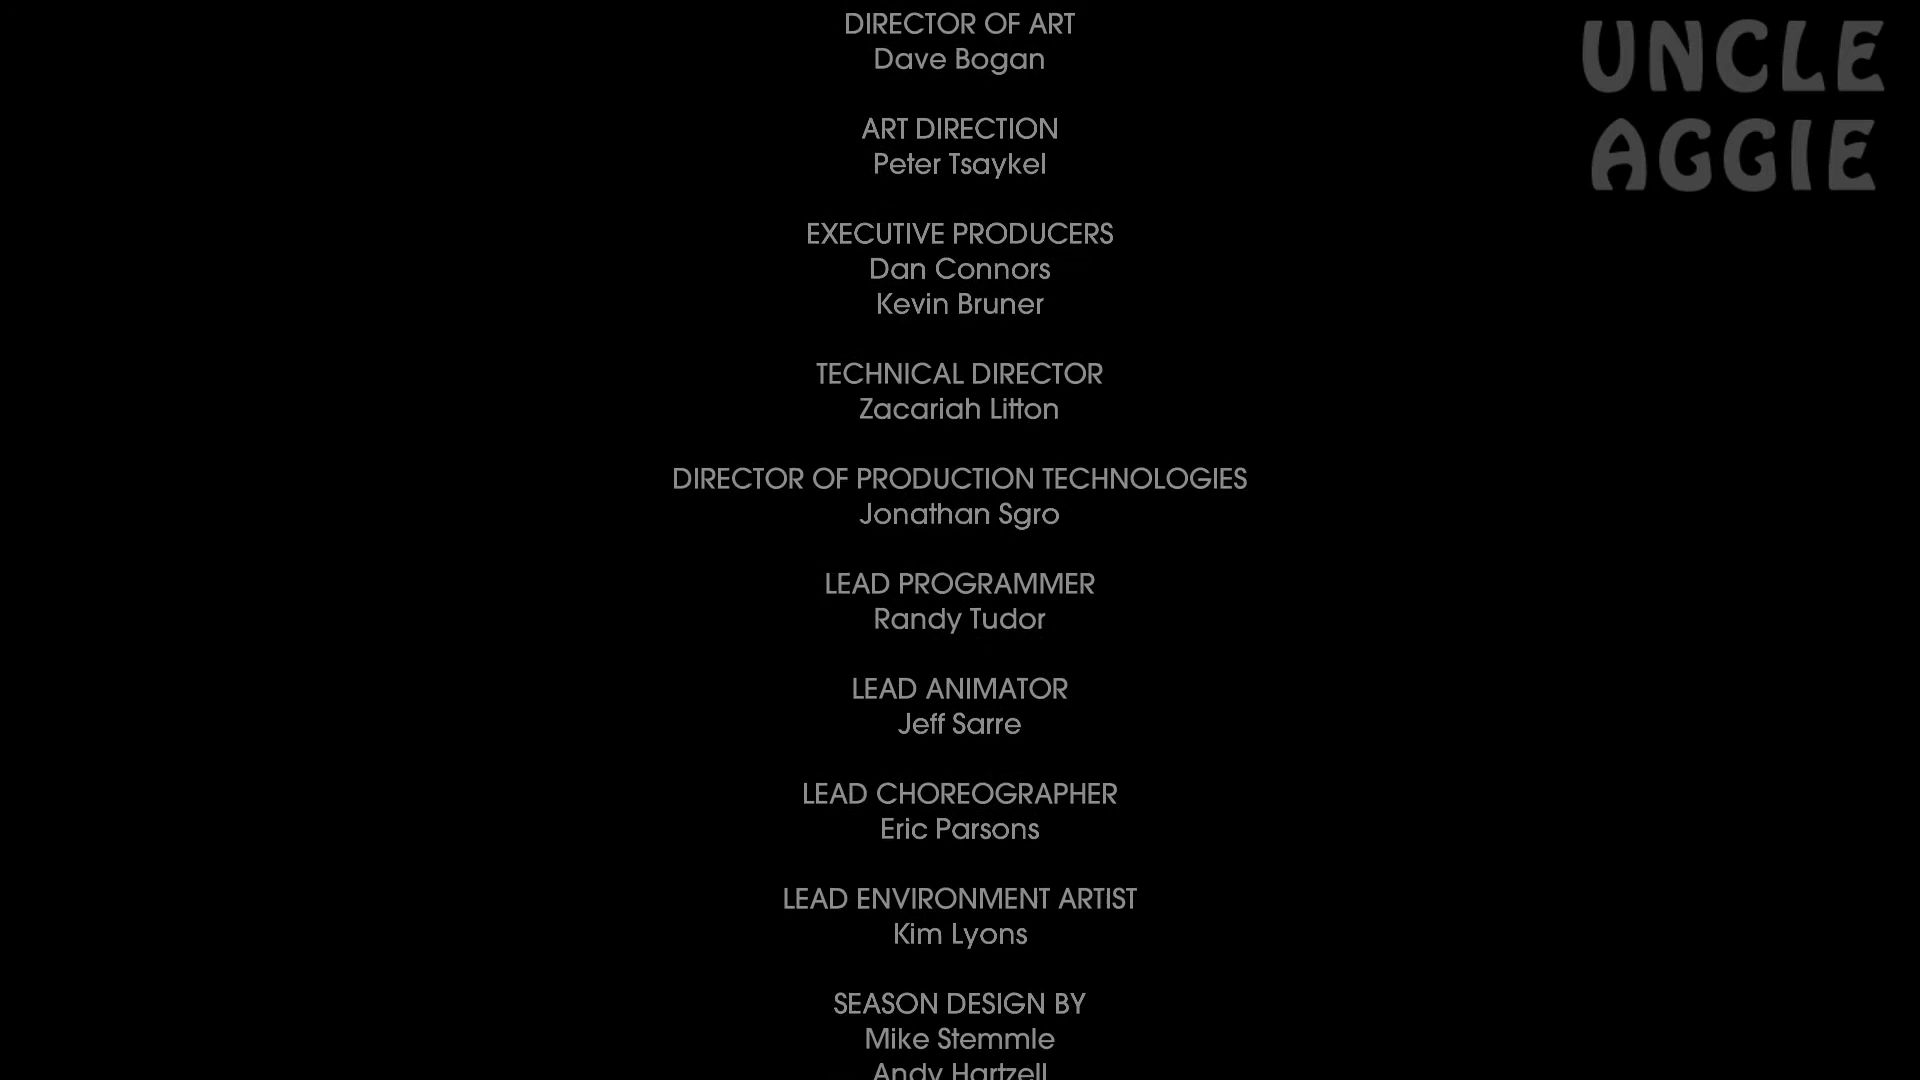 DIRECTOR OF ART
Dave Bogan
ART DIRECTION
Peter Tsaykel
EXECUTIVE PRODUCERS
Dan Connors
Kevin Bruner
TECHNICAL DIRECTOR
Zacariah Litton
DIRECTOR OF PRODUCTION TECHNOLOGIES
Jonathan Sgro
LEAD PROGRAMMER
Randy Tudor
LEAD ANIMATOR
Jeff Sarre
LEAD CHOREOGRAPHER
Eric Parsons
LEAD ENVIRONMENT ARTIST
Kim Lyons
SEASON DESIGN BY
Mike Stemmle
Andy Hartzell
UNCLE
AGGIE